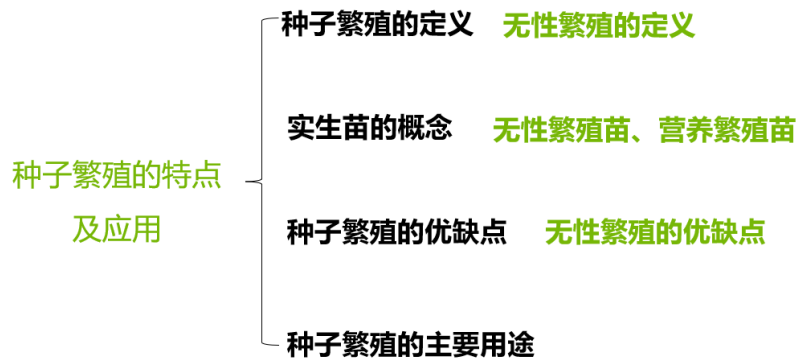 种子繁殖的定义 无性繁殖的定义
实生苗的概念 无性繁殖苗、营养繁殖苗
种子繁殖的特点
及应用
种子繁殖的优缺点 无性繁殖的优缺点
种子繁殖的主要用途